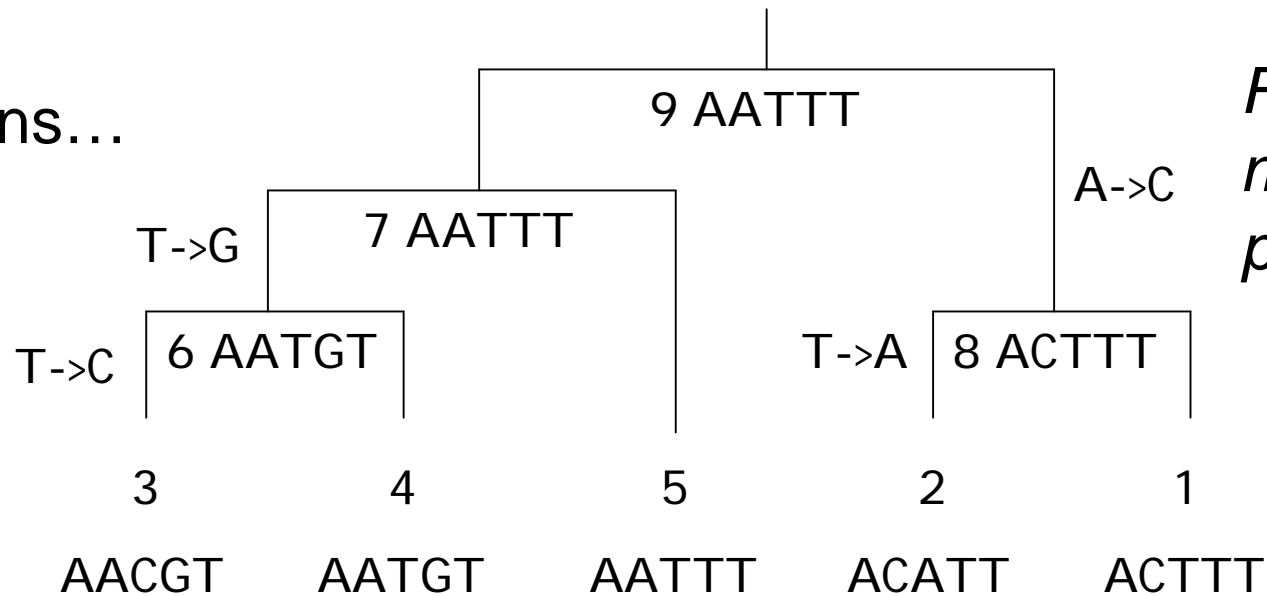 ns…
9 AATTT
A->C
7 AATTT
T->G
T->C
6 AATGT
T->A
8 ACTTT
3 4 5 2 1
AACGT AATGT AATTT ACATT ACTTT